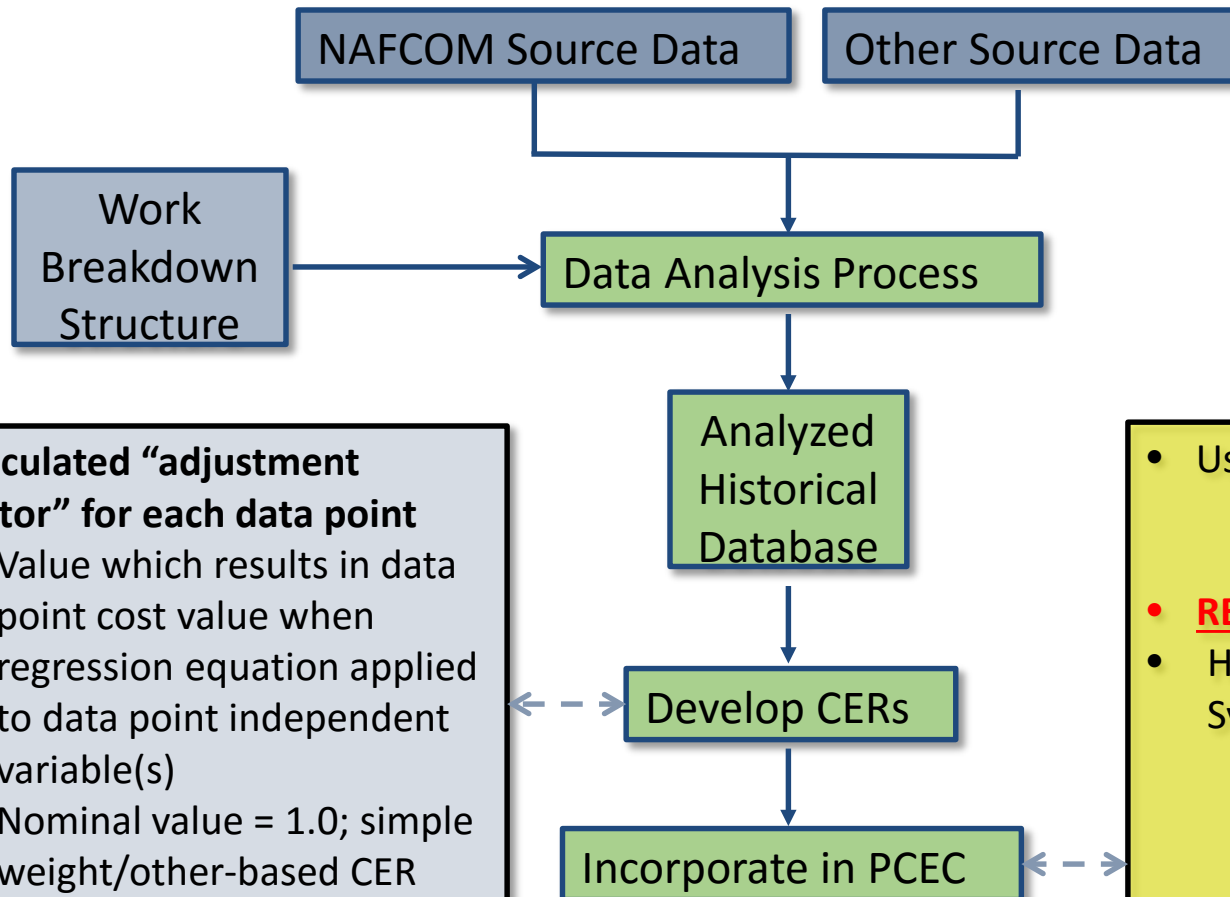 NAFCOM Source Data
Other Source Data
Work
Breakdown
Structure
Data Analysis Process
Analyzed
Historical
Database
culated “adjustment
tor” for each data point
Value which results in data
point cost value when
regression equation applied
to data point independent
variable(s)
Nominal value = 1.0; simple
weight/other-based CER
Develop CERs
Incorporate in PCEC
• Us
• RE
• H
Sy